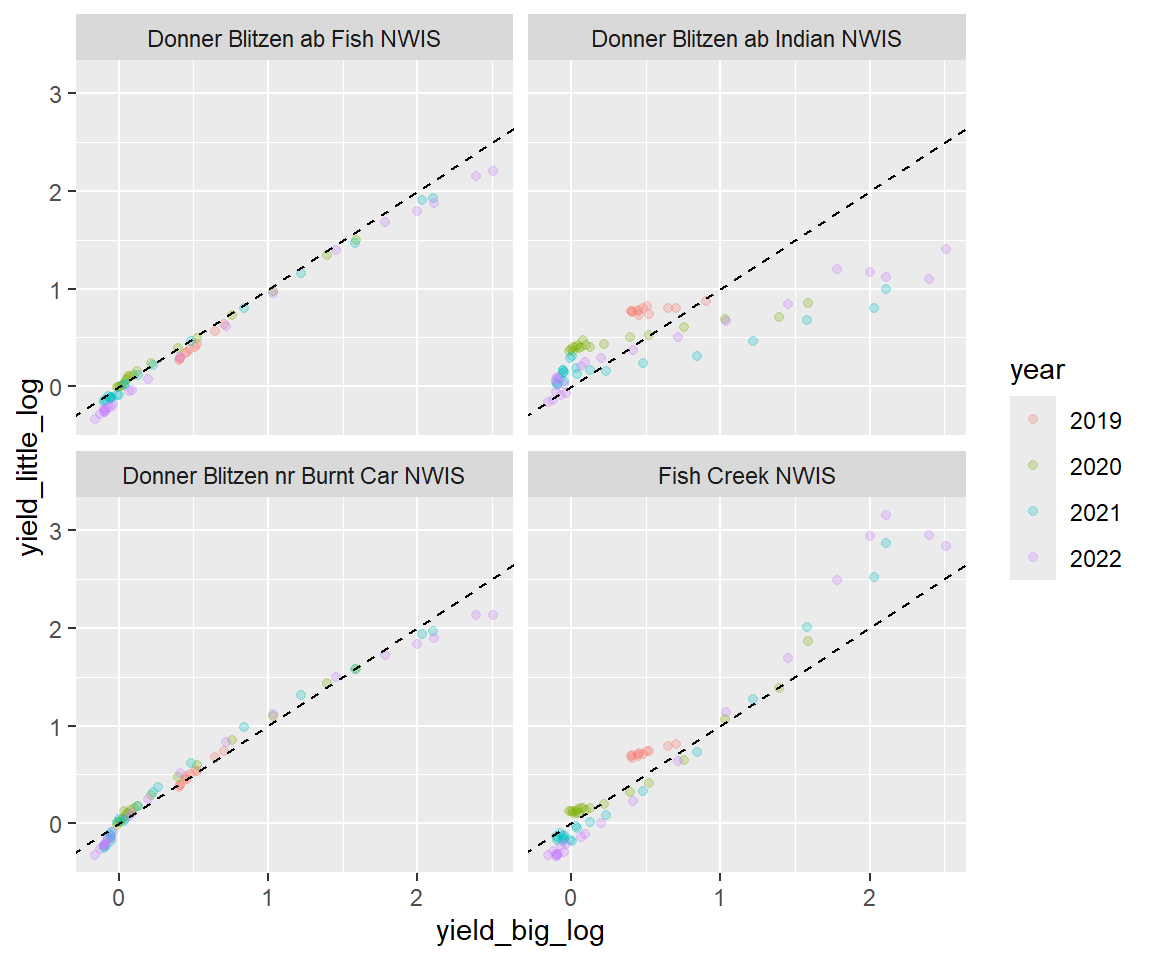 Donner Blitzen ab Fish NWIS
Donner Blitzen ab Indian NWIS
3
2
1
0
Donner Blitzen nr Burnt Car NWIS
Fish Creek NWIS
3
2
1
0
0
1
2
0
1
2
yield_big_log
yield_little_log
year
2019
2020
2021
2022